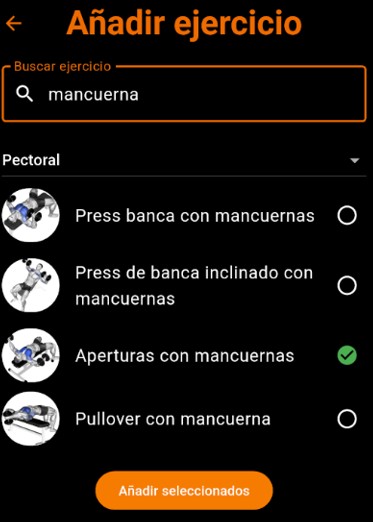 Añadir ejercicio
Buscar ejercicio
mancuerna
Pectoral
Press banca con mancuernas
Press de banca inclinado con
mancuernas
Aperturas con mancuernas
Pullover con mancuerna
Añadir seleccionados